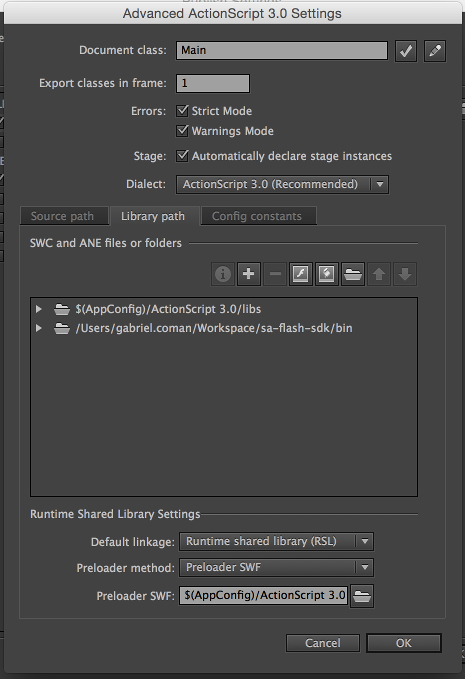 Advanced ActionScript 3.0 Settings
Document class: Main
Export classes in frame: 1
Errors: Strict Mode
Warnings Mode
Stage: Automatically declare stage instances
Dialect: ActionScript 3.0 (Recommended)
Source path Library path Config constants
SWC and ANE files or folders
$(AppConfig)/ActionScript 3.0/libs
/Users/gabriel.coman/Workspace/sa-flash-sdk/bin
Runtime Shared Library Settings
Default linkage: Runtime shared library (RSL)
Preloader method: Preloader SWF
Preloader SWF: $(AppConfig)/ActionScript 3.0
Cancel OK